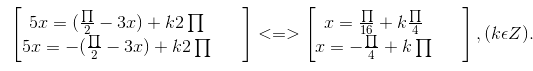 [ 5x = (∏/2 − 3x) + k2∏
5x = −(∏/2 − 3x) + k2∏ ] <=> [ x = ∏/16 + k∏/4
x = −∏/4 + k∏ ], (kϵZ).